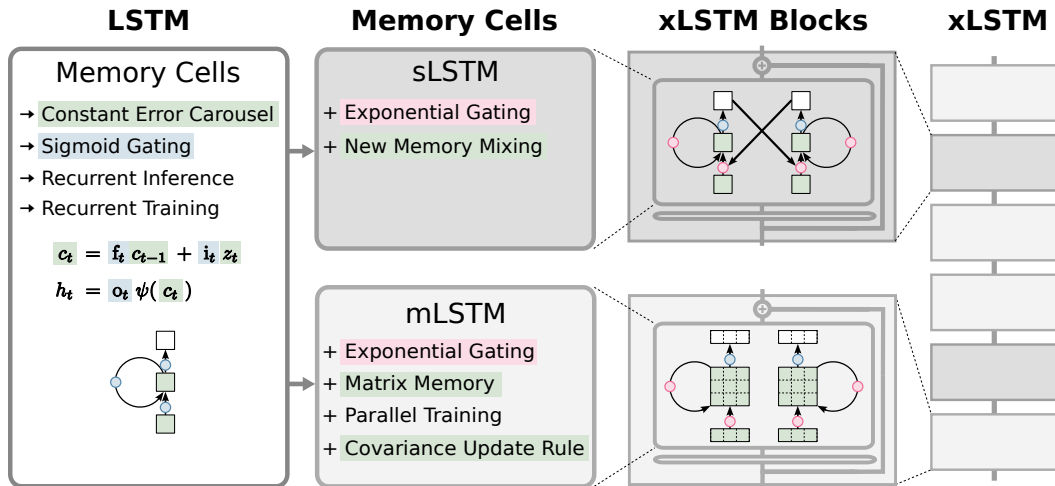 LSTM
Memory Cells
xLSTM Blocks
xLSTM
Memory Cells
→ Constant Error Carousel
→ Sigmoid Gating
→ Recurrent Inference
→ Recurrent Training
c_t = f_t c_{t−1} + i_t z_t
h_t = o_t ψ( c_t )
sLSTM
+ Exponential Gating
+ New Memory Mixing
mLSTM
+ Exponential Gating
+ Matrix Memory
+ Parallel Training
+ Covariance Update Rule